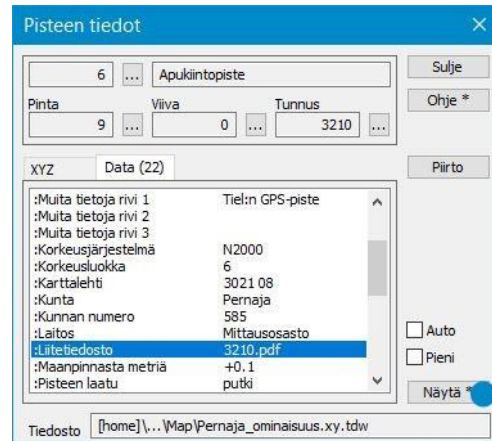 Pisteen tiedot
6 ... Apukiintopiste
Sulje
Pinta Viiva Tunnus
Ohje *
9 ... 0 ... 3210 ...
XYZ Data (22)
Piirto
:Muita tietoja rivi 1 Tiel:n GPS-piste
:Muita tietoja rivi 2
:Muita tietoja rivi 3
:Korkeusjärjestelmä N2000
:Korkeusluokka 6
:Karttalehti 3021 08
:Kunta Pernaja
:Kunnan numero 585
:Laitos Mittausosasto
Auto
:Liitetiedosto 3210.pdf
:Maanpinnasta metriä +0.1
Pieni
:Pisteen laatu putki
Näytä *
Tiedosto [home]\...\Map\Pernaja_ominaisuus.xy.tdw